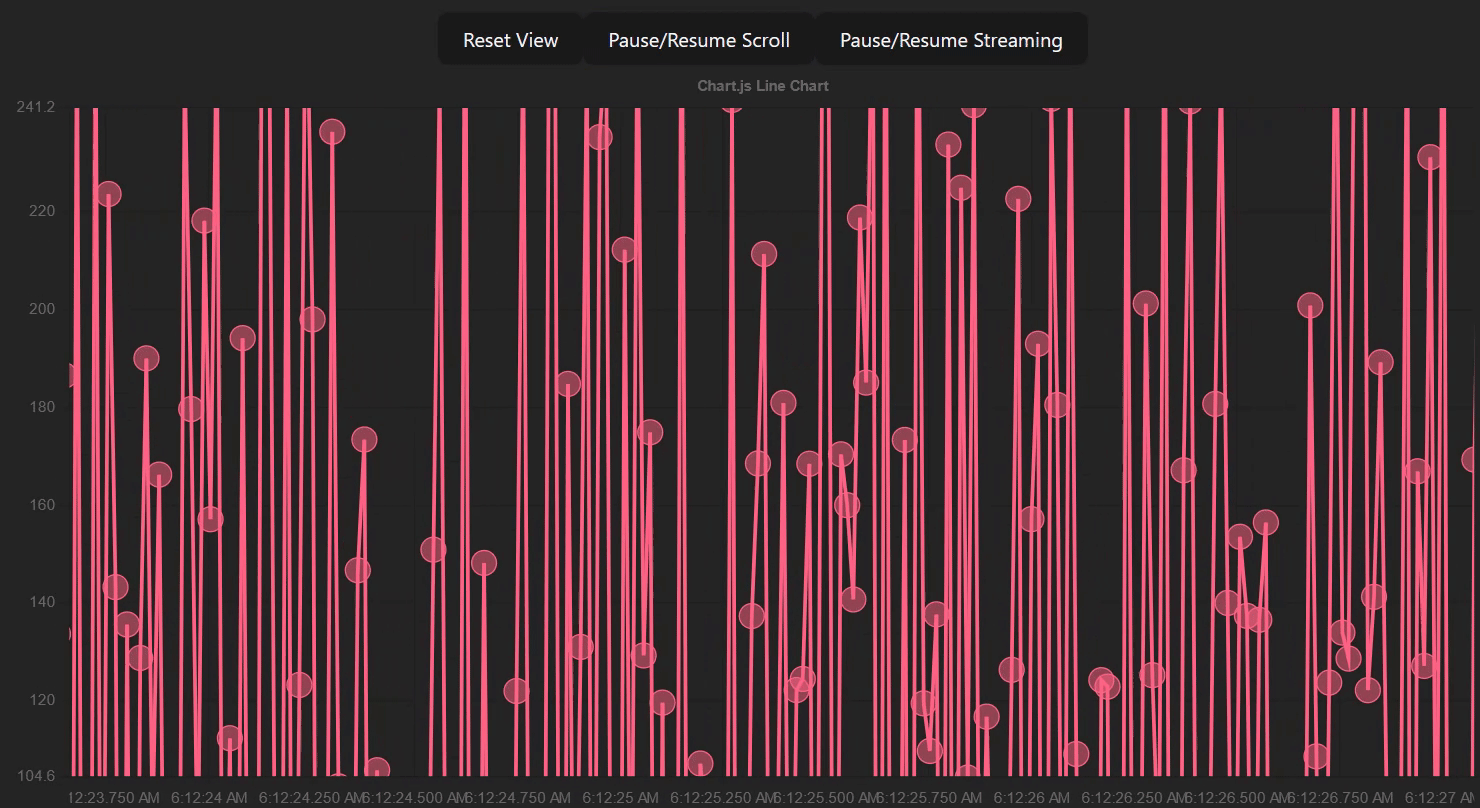 Reset View Pause/Resume Scroll Pause/Resume Streaming
Chart.js Line Chart
241.2
220
200
180
160
140
120
104.6
12:23.750 AM 6:12:24 AM 6:12:24.250 AM 6:12:24.500 AM 6:12:24.750 AM 6:12:25 AM 6:12:25.250 AM 6:12:25.500 AM 6:12:25.750 AM 6:12:26 AM 6:12:26.250 AM 6:12:26.500 AM 6:12:26.750 AM 6:12:27 AM